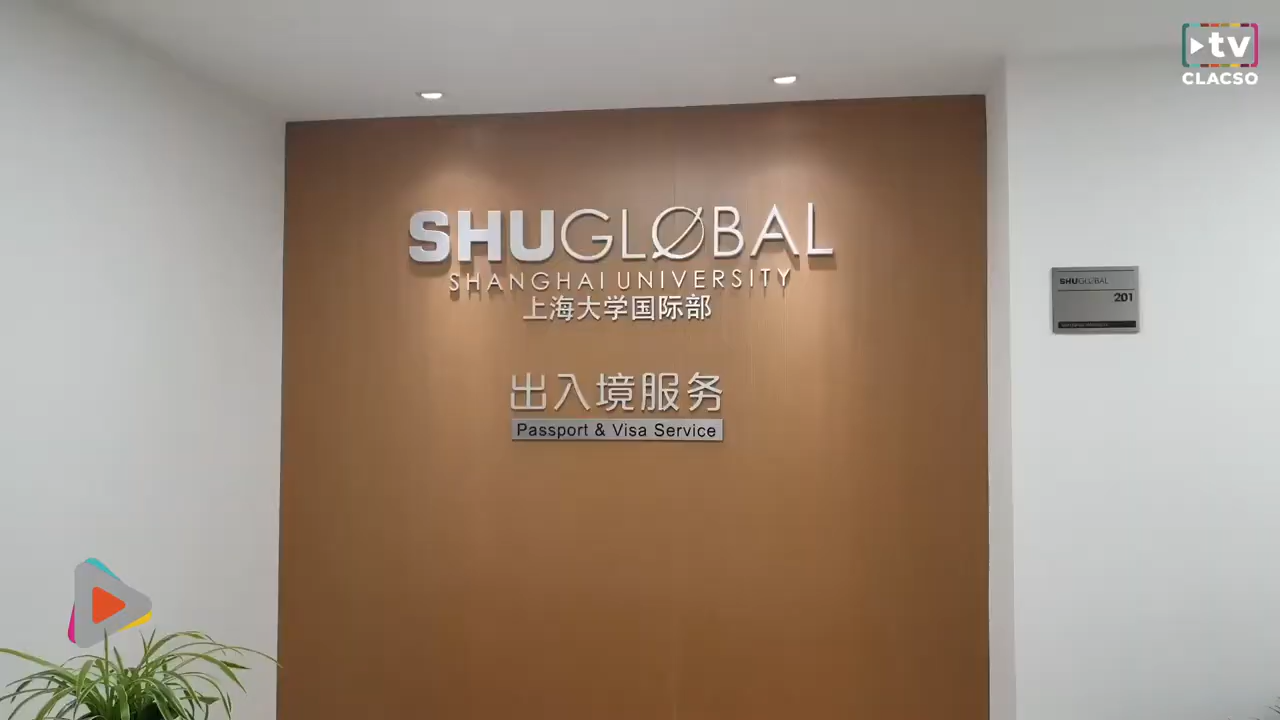 tv
CLACSO
SHUGLØBAL
SHANGHAI UNIVERSITY
上海大学国际部
出入境服务
Passport & Visa Service
SHUGLØBAL
201